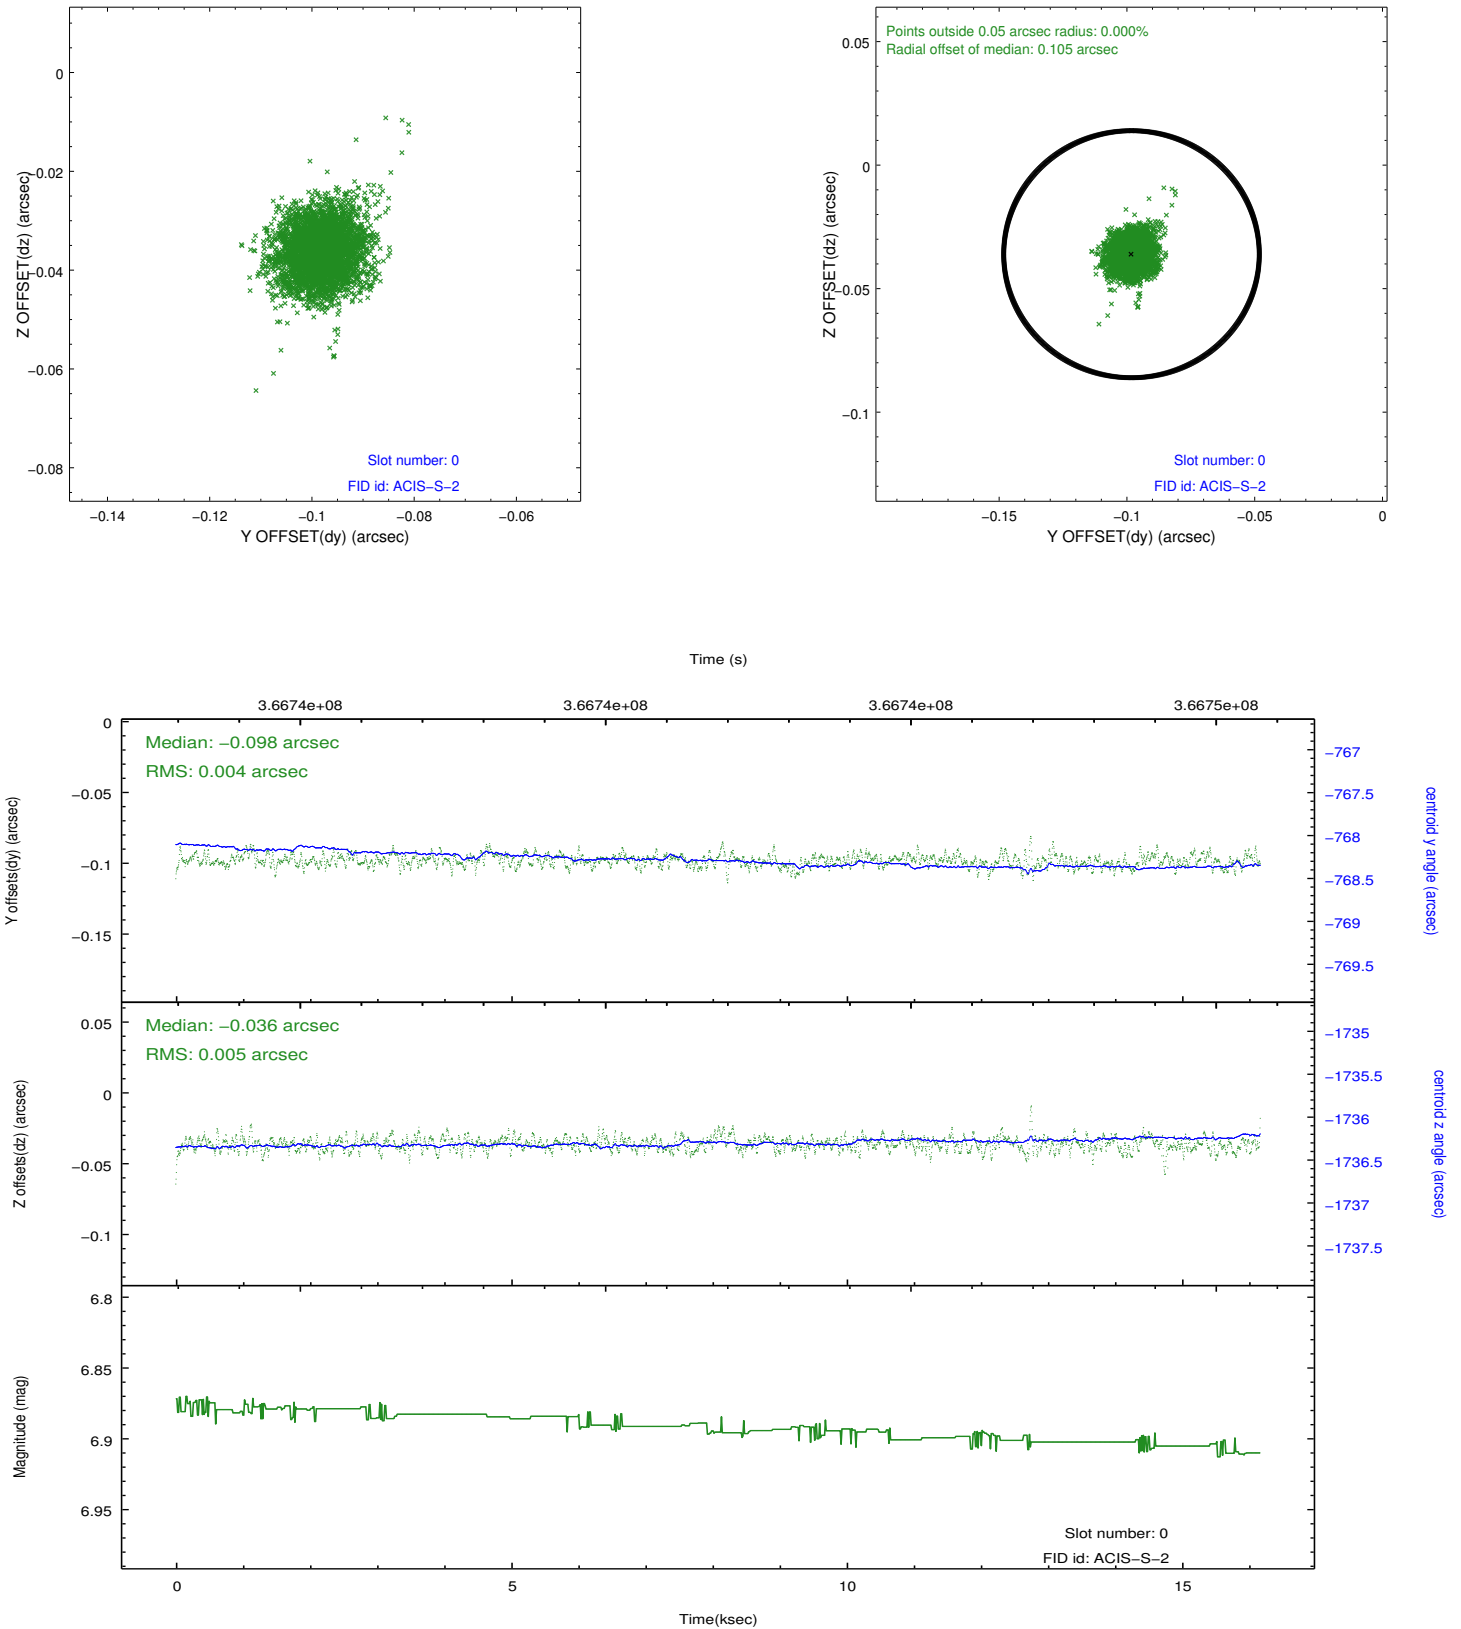 0
−0.02
−0.04
−0.06
−0.08
Z OFFSET(dz) (arcsec)
Slot number: 0
FID id: ACIS−S−2
−0.14
−0.12
−0.1
−0.08
−0.06
Y OFFSET(dy) (arcsec)
Points outside 0.05 arcsec radius: 0.000%
Radial offset of median: 0.105 arcsec
0.05
0
−0.05
−0.1
Z OFFSET(dz) (arcsec)
Slot number: 0
FID id: ACIS−S−2
−0.15
−0.1
−0.05
0
Y OFFSET(dy) (arcsec)
Time (s)
3.6674e+08
3.6674e+08
3.6674e+08
3.6675e+08
Median: −0.098 arcsec
RMS: 0.004 arcsec
0
−0.05
−0.1
−0.15
Y offsets(dy) (arcsec)
−767
−767.5
−768
−768.5
−769
−769.5
centroid y angle (arcsec)
Median: −0.036 arcsec
RMS: 0.005 arcsec
0.05
0
−0.05
−0.1
Z offsets(dz) (arcsec)
−1735
−1735.5
−1736
−1736.5
−1737
−1737.5
centroid z angle (arcsec)
6.8
6.85
6.9
6.95
Magnitude (mag)
Slot number: 0
FID id: ACIS−S−2
0
5
10
15
Time(ksec)